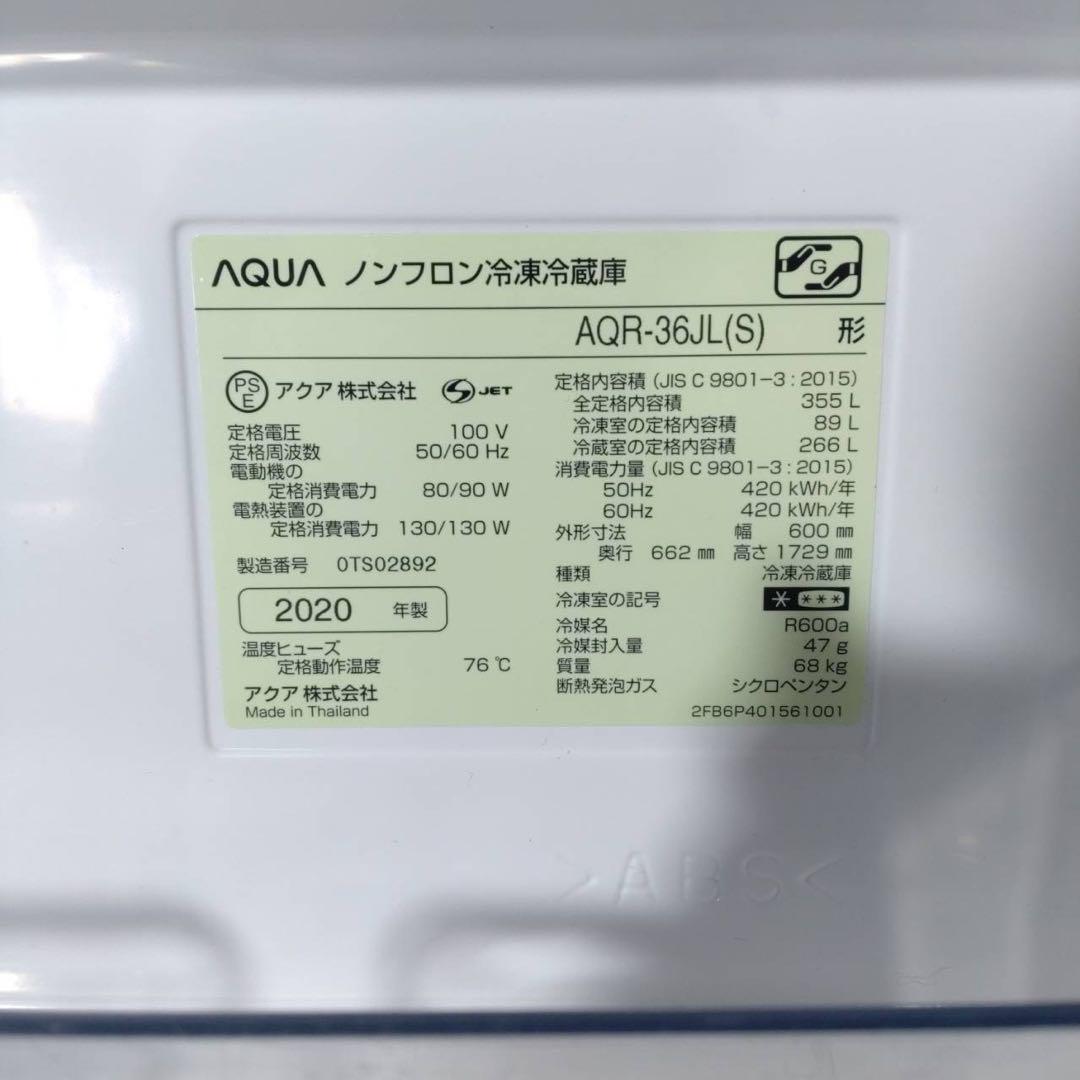 AQUA ノンフロン冷凍冷蔵庫
G
AQR-36JL(S) 形
PSE アクア 株式会社 S JET
定格電圧 100 V
定格周波数 50/60 Hz
電動機の
定格消費電力 80/90 W
電熱装置の
定格消費電力 130/130 W
製造番号 0TS02892
2020 年製
温度ヒューズ
定格動作温度 76 ℃
アクア 株式会社
Made in Thailand
定格内容積 (JIS C 9801-3 : 2015)
全定格内容積 355 L
冷凍室の定格内容積 89 L
冷蔵室の定格内容積 266 L
消費電力量 (JIS C 9801-3 : 2015)
50Hz 420 kWh/年
60Hz 420 kWh/年
外形寸法 幅 600 ㎜
奥行 662 ㎜ 高さ 1729 ㎜
種類 冷凍冷蔵庫
冷凍室の記号 * ***
冷媒名 R600a
冷媒封入量 47 g
質量 68 kg
断熱発泡ガス シクロペンタン
2FB6P401561001
>ABS<